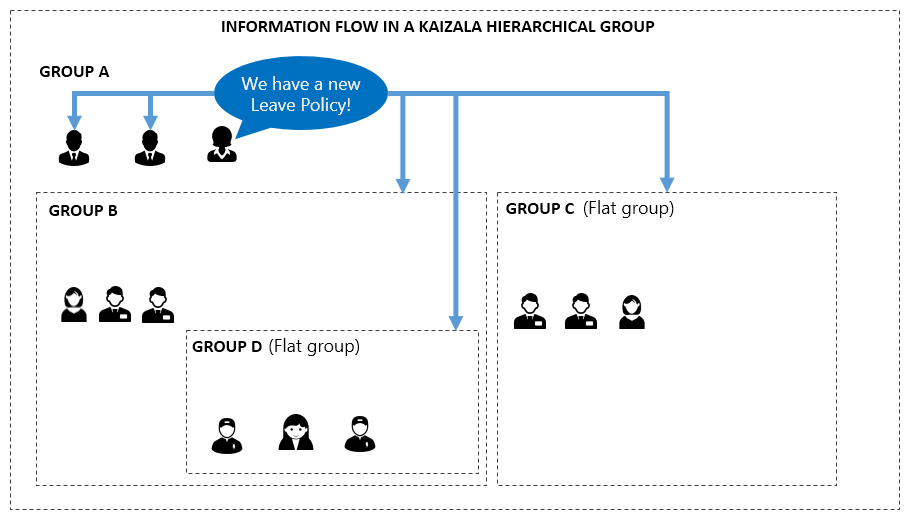 INFORMATION FLOW IN A KAIZALA HIERARCHICAL GROUP
GROUP A
We have a new
Leave Policy!
GROUP B
GROUP C (Flat group)
GROUP D (Flat group)